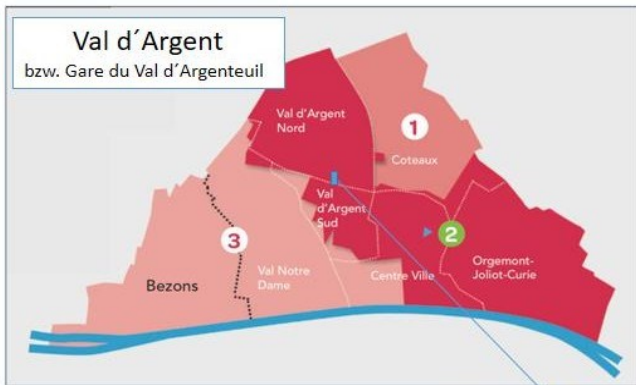 Val d´Argent
bzw. Gare du Val d´Argenteuil
Val d'Argent
Nord
1
Coteaux
Val
d'Argent
Sud
2
3
Orgemont-
Joliot-Curie
Bezons
Val Notre
Dame
Centre Ville